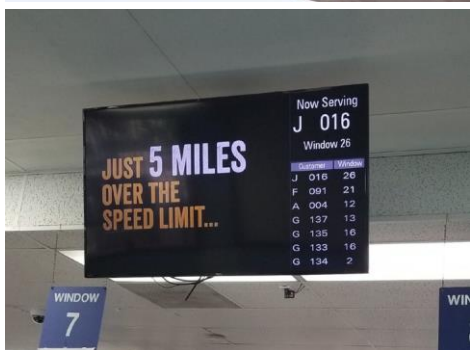 JUST 5 MILES
OVER THE
SPEED LIMIT...
Now Serving
J 016
Window 26
Customer Window
J 016 26
F 091 21
A 004 12
G 137 13
G 135 16
G 133 16
G 134 2
WINDOW
7
WIN